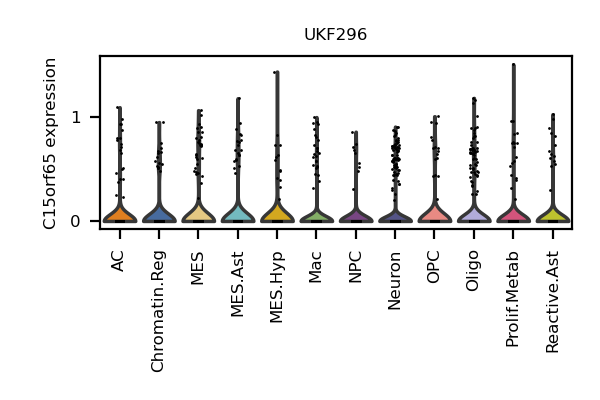 UKF296
C15orf65 expression
1
0
AC
Chromatin.Reg
MES
MES.Ast
MES.Hyp
Mac
NPC
Neuron
OPC
Oligo
Prolif.Metab
Reactive.Ast